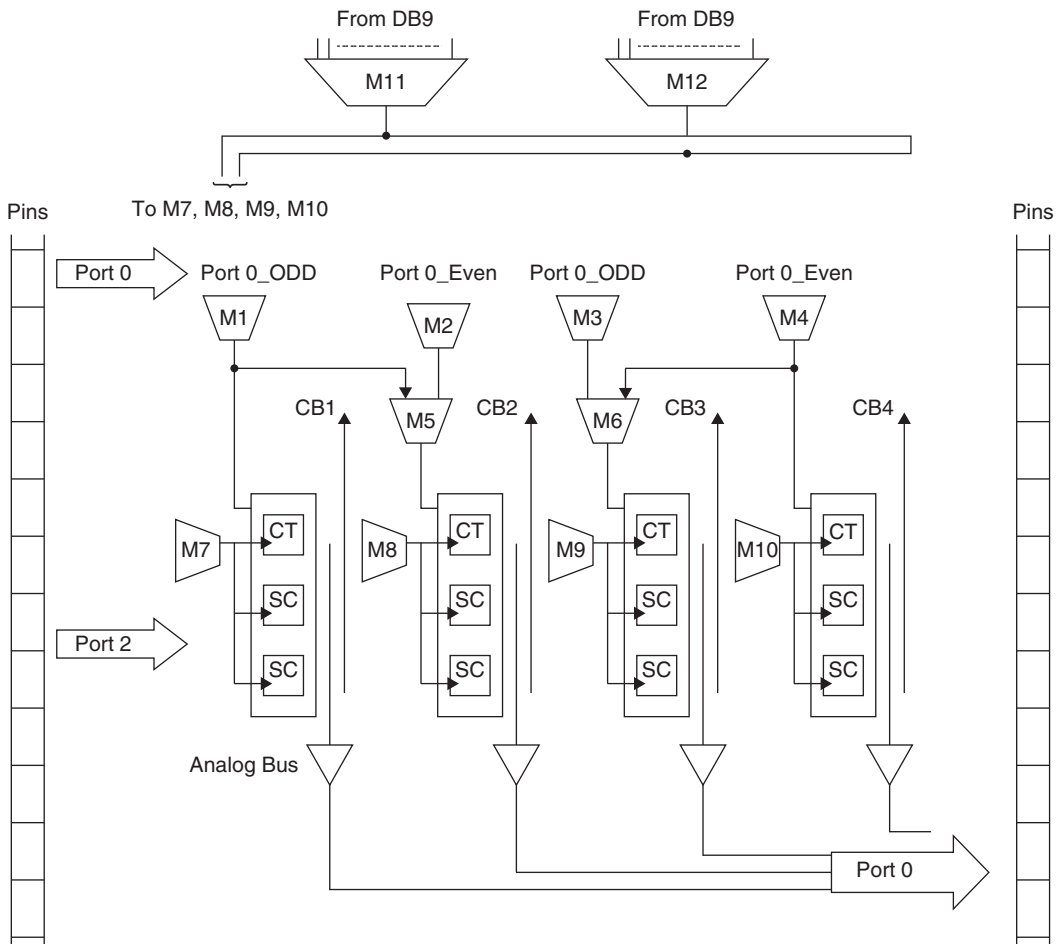 From DB9 From DB9
M11 M12
To M7, M8, M9, M10
Pins Pins
Port 0 Port 0_ODD Port 0_Even Port 0_ODD Port 0_Even
M1 M2 M3 M4
CB1 M5 CB2 M6 CB3 CB4
M7 CT M8 CT M9 CT M10 CT
SC SC SC SC
Port 2
SC SC SC SC
Analog Bus
Port 0